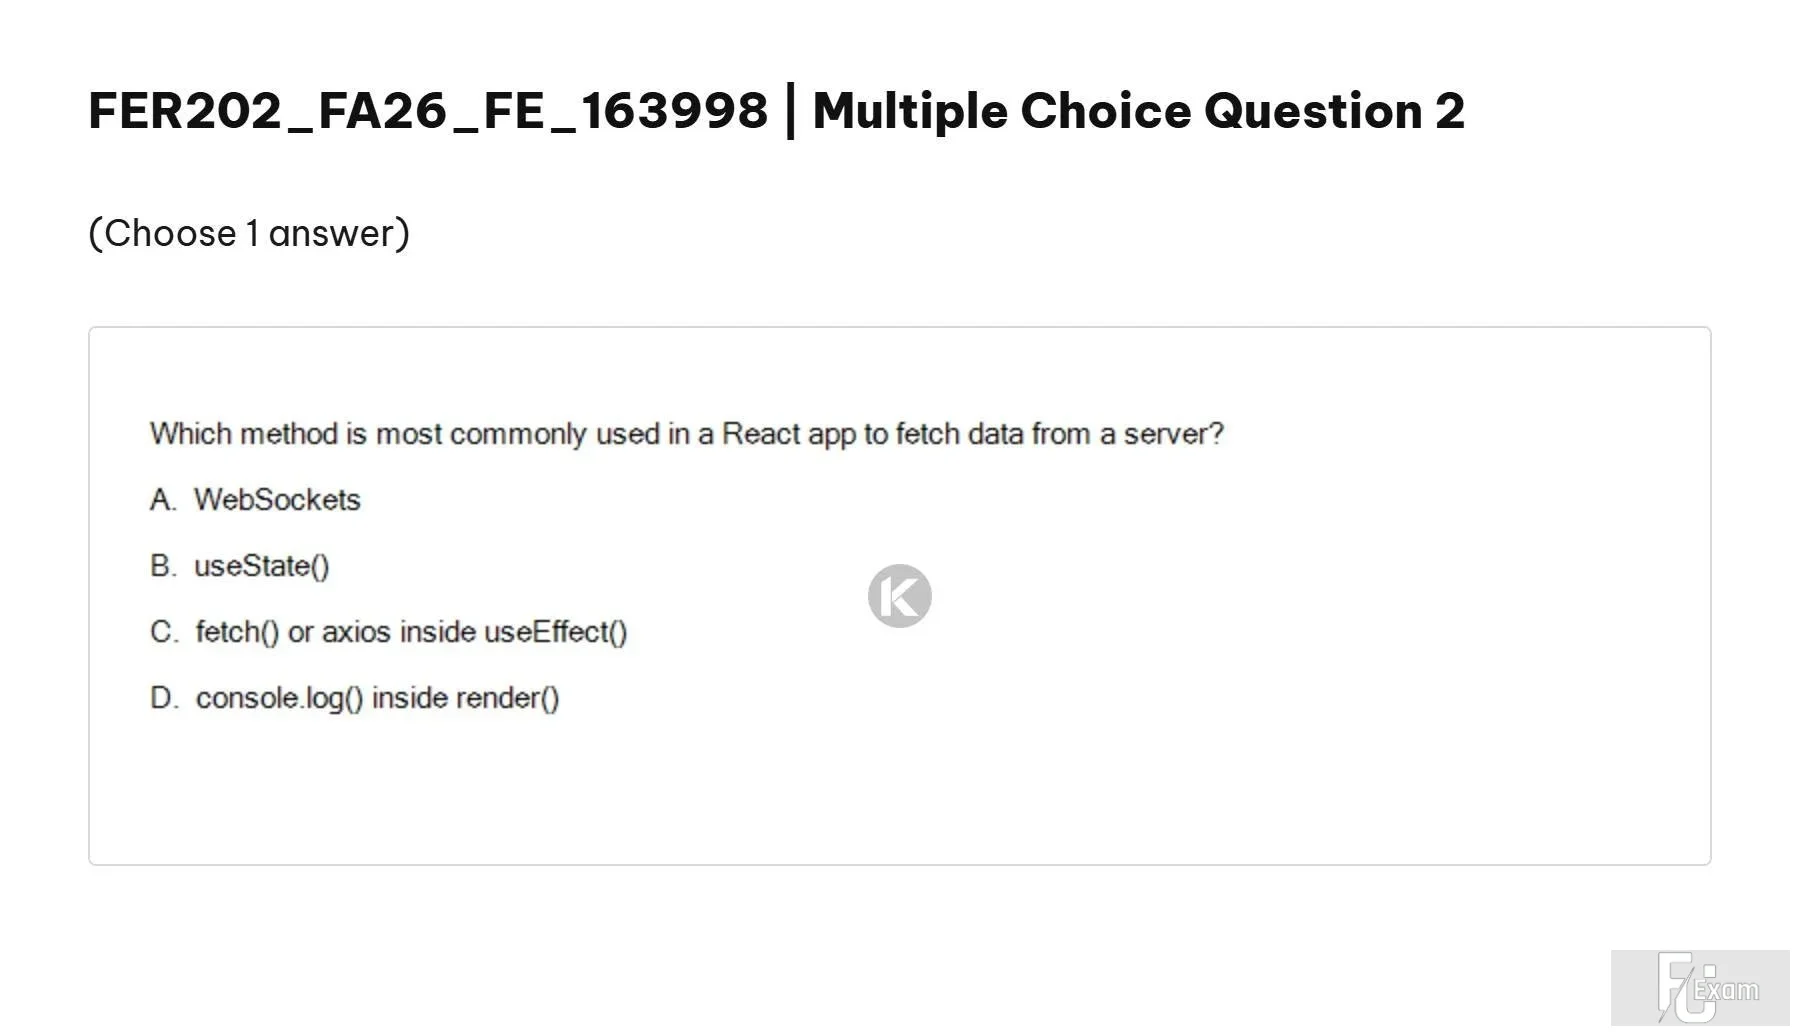 FER202_FA26_FE_163998 | Multiple Choice Question 2
(Choose 1 answer)
Which method is most commonly used in a React app to fetch data from a server?
A. WebSockets
B. useState()
C. fetch() or axios inside useEffect()
D. console.log() inside render()
K
FU Exam